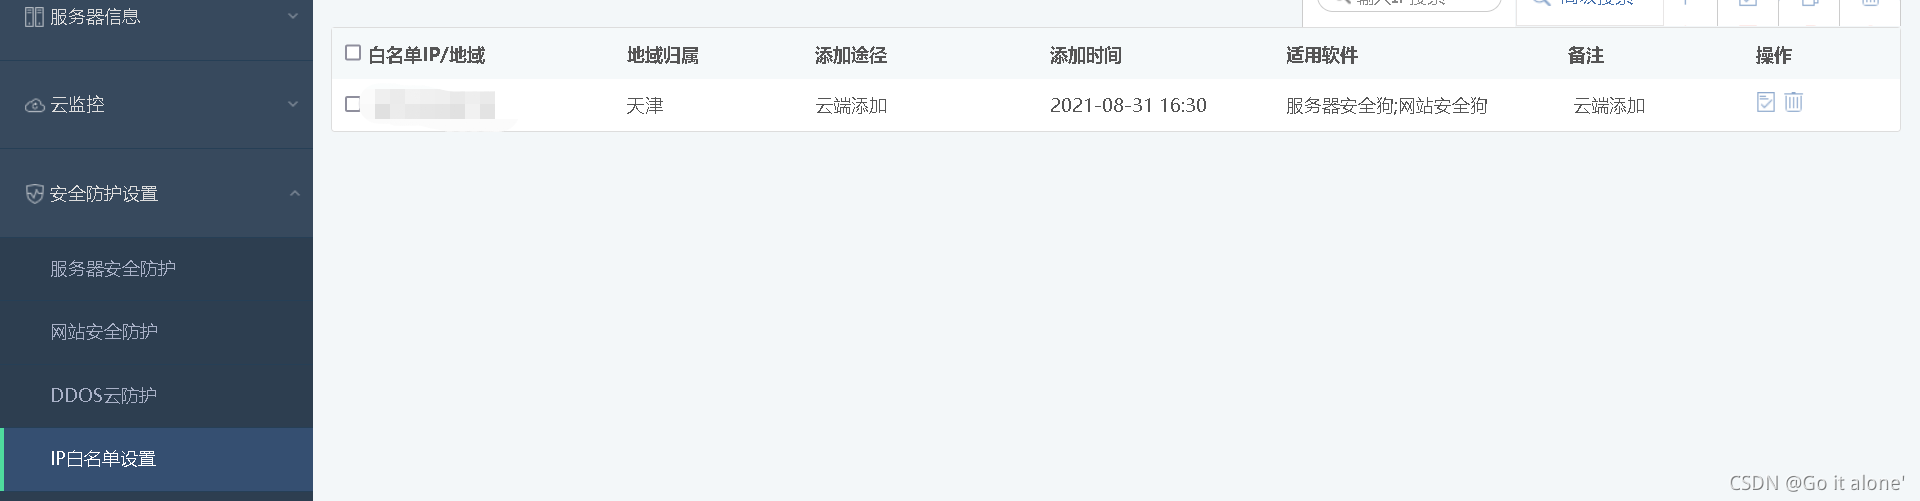 服务器信息
云监控
安全防护设置
服务器安全防护
网站安全防护
DDOS云防护
IP白名单设置
白名单IP/地域 地域归属 添加途径 添加时间 适用软件 备注 操作
天津 云端添加 2021-08-31 16:30 服务器安全狗;网站安全狗 云端添加
CSDN @Go it alone'